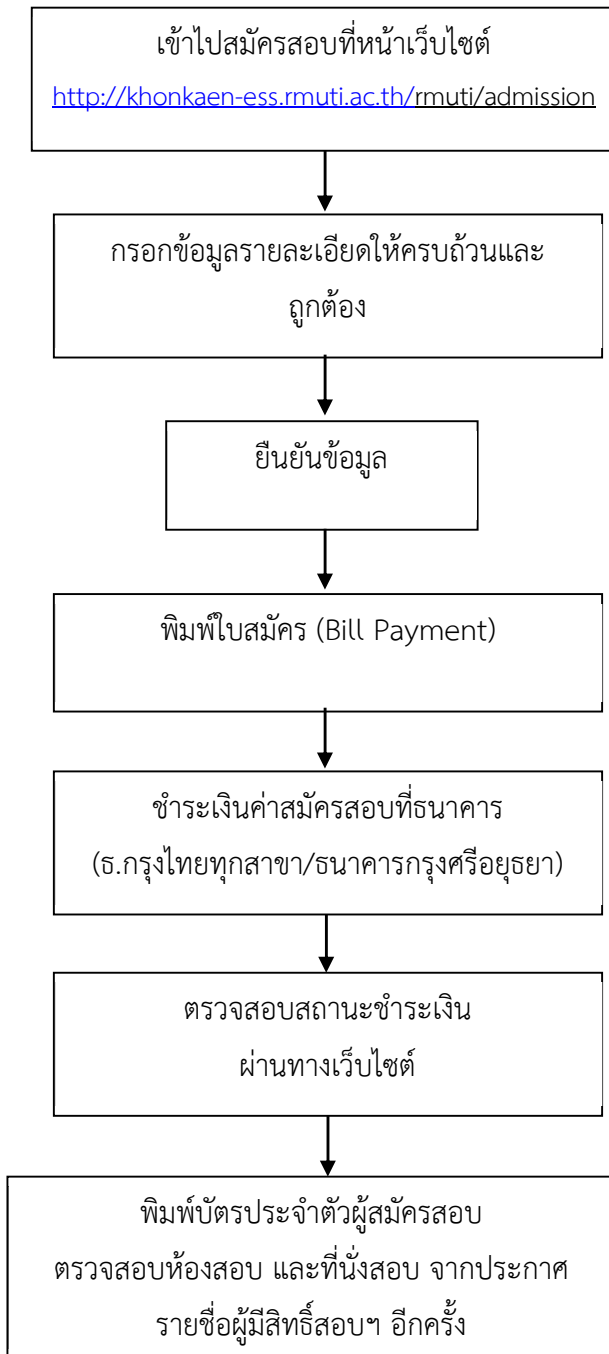 เข้าไปสมัครสอบที่หน้าเว็บไซต์
http://khonkaen-ess.rmuti.ac.th/rmuti/admission
กรอกข้อมูลรายละเอียดให้ครบถ้วนและ
ถูกต้อง
ยืนยันข้อมูล
พิมพ์ใบสมัคร (Bill Payment)
ชำระเงินค่าสมัครสอบที่ธนาคาร
(ธ.กรุงไทยทุกสาขา/ธนาคารกรุงศรีอยุธยา)
ตรวจสอบสถานะชำระเงิน
ผ่านทางเว็บไซต์
พิมพ์บัตรประจำตัวผู้สมัครสอบ
ตรวจสอบห้องสอบ และที่นั่งสอบ จากประกาศ
รายชื่อผู้มีสิทธิ์สอบฯ อีกครั้ง